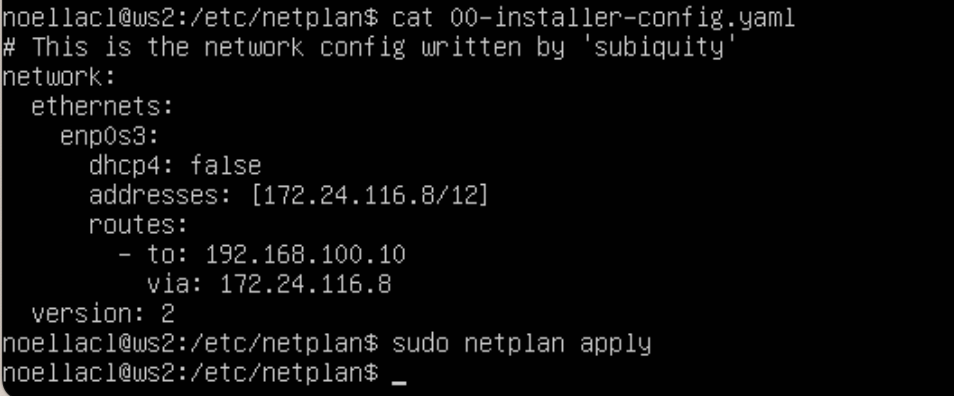 noellacl@ws2:/etc/netplan$ cat 00-installer-config.yaml
# This is the network config written by 'subiquity'
network:
  ethernets:
    enp0s3:
      dhcp4: false
      addresses: [172.24.116.8/12]
      routes:
        - to: 192.168.100.10
          via: 172.24.116.8
  version: 2
noellacl@ws2:/etc/netplan$ sudo netplan apply
noellacl@ws2:/etc/netplan$ _